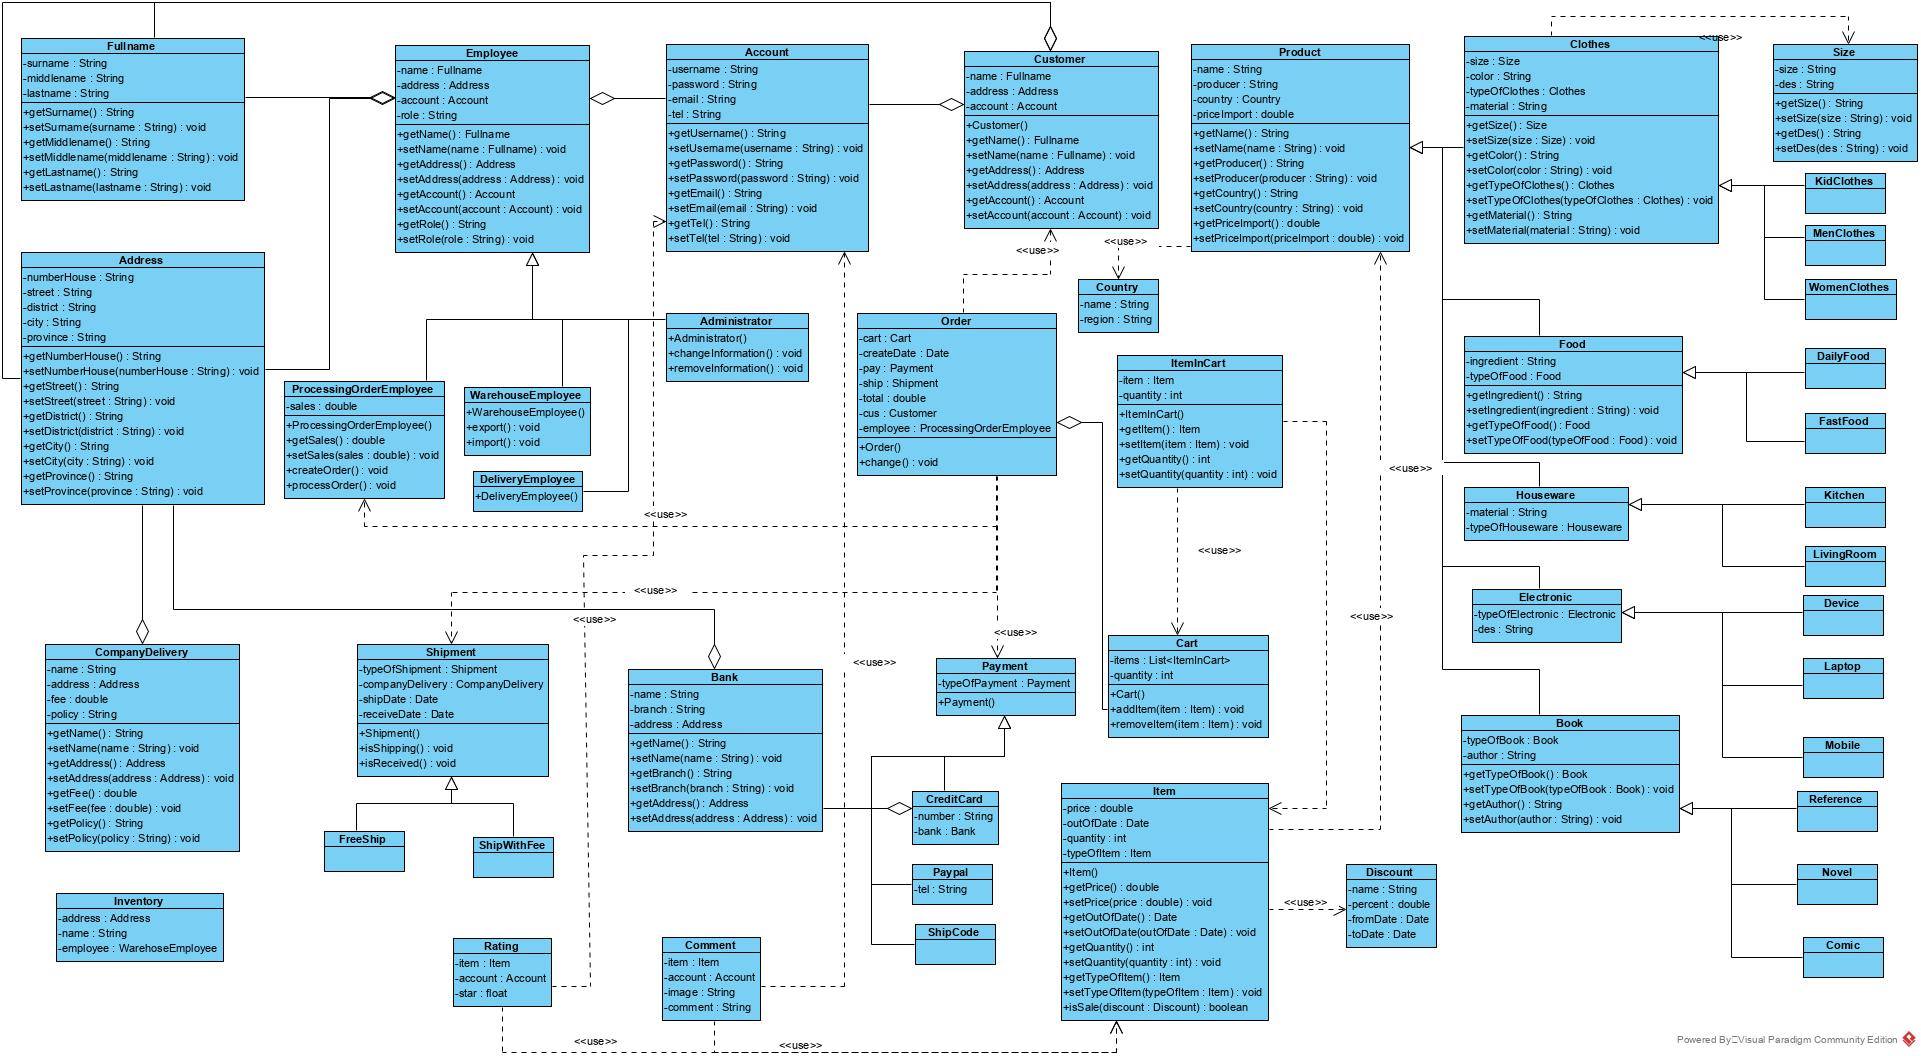 Fullname
-surname : String
-middlename : String
-lastname : String
+getSurname() : String
+setSurname(surname : String) : void
+getMiddlename() : String
+setMiddlename(middlename : String) : void
+getLastname() : String
+setLastname(lastname : String) : void
Employee
-name : Fullname
-address : Address
-account : Account
-role : String
+getName() : Fullname
+setName(name : Fullname) : void
+getAddress() : Address
+setAddress(address : Address) : void
+getAccount() : Account
+setAccount(account : Account) : void
+getRole() : String
+setRole(role : String) : void
Account
-username : String
-password : String
-email : String
-tel : String
+getUsername() : String
+setUsername(username : String) : void
+getPassword() : String
+setPassword(password : String) : void
+getEmail() : String
+setEmail(email : String) : void
+getTel() : String
+setTel(tel : String) : void
Customer
-name : Fullname
-address : Address
-account : Account
+Customer()
+getName() : Fullname
+setName(name : Fullname) : void
+getAddress() : Address
+setAddress(address : Address) : void
+getAccount() : Account
+setAccount(account : Account) : void
Product
-name : String
-producer : String
-country : Country
-priceImport : double
+getName() : String
+setName(name : String) : void
+getProducer() : String
+setProducer(producer : String) : void
+getCountry() : String
+setCountry(country : String) : void
+getPriceImport() : double
+setPriceImport(priceImport : double) : void
Clothes
-size : Size
-color : String
-typeOfClothes : Clothes
-material : String
+getSize() : Size
+setSize(size : Size) : void
+getColor() : String
+setColor(color : String) : void
+getTypeOfClothes() : Clothes
+setTypeOfClothes(typeOfClothes : Clothes) : void
+getMaterial() : String
+setMaterial(material : String) : void
<<use>>
Size
-size : String
-des : String
+getSize() : String
+setSize(size : String) : void
+getDes() : String
+setDes(des : String) : void
KidClothes
MenClothes
WomenClothes
<<use>>
<<use>>
Address
-numberHouse : String
-street : String
-district : String
-city : String
-province : String
+getNumberHouse() : String
+setNumberHouse(numberHouse : String) : void
+getStreet() : String
+setStreet(street : String) : void
+getDistrict() : String
+setDistrict(district : String) : void
+getCity() : String
+setCity(city : String) : void
+getProvince() : String
+setProvince(province : String) : void
Country
-name : String
-region : String
Administrator
+Administrator()
+changeInformation() : void
+removeInformation() : void
Order
-cart : Cart
-createDate : Date
-pay : Payment
-ship : Shipment
-total : double
-cus : Customer
-employee : ProcessingOrderEmployee
+Order()
+change() : void
ItemInCart
-item : Item
-quantity : int
+ItemInCart()
+getItem() : Item
+setItem(item : Item) : void
+getQuantity() : int
+setQuantity(quantity : int) : void
Food
-ingredient : String
-typeOfFood : Food
+getIngredient() : String
+setIngredient(ingredient : String) : void
+getTypeOfFood() : Food
+setTypeOfFood(typeOfFood : Food) : void
DailyFood
FastFood
ProcessingOrderEmployee
-sales : double
+ProcessingOrderEmployee()
+getSales() : double
+setSales(sales : double) : void
+createOrder() : void
+processOrder() : void
WarehouseEmployee
+WarehouseEmployee()
+export() : void
+import() : void
DeliveryEmployee
+DeliveryEmployee()
<<use>>
<<use>>
<<use>>
Houseware
-material : String
-typeOfHouseware : Houseware
Kitchen
LivingRoom
<<use>>
<<use>>
<<use>>
<<use>>
<<use>>
Electronic
-typeOfElectronic : Electronic
-des : String
Device
Laptop
Mobile
CompanyDelivery
-name : String
-address : Address
-fee : double
-policy : String
+getName() : String
+setName(name : String) : void
+getAddress() : Address
+setAddress(address : Address) : void
+getFee() : double
+setFee(fee : double) : void
+getPolicy() : String
+setPolicy(policy : String) : void
Shipment
-typeOfShipment : Shipment
-companyDelivery : CompanyDelivery
-shipDate : Date
-receiveDate : Date
+Shipment()
+isShipping() : void
+isReceived() : void
Bank
-name : String
-branch : String
-address : Address
+getName() : String
+setName(name : String) : void
+getBranch() : String
+setBranch(branch : String) : void
+getAddress() : Address
+setAddress(address : Address) : void
Payment
-typeOfPayment : Payment
+Payment()
Cart
-items : List<ItemInCart>
-quantity : int
+Cart()
+addItem(item : Item) : void
+removeItem(item : Item) : void
Book
-typeOfBook : Book
-author : String
+getTypeOfBook() : Book
+setTypeOfBook(typeOfBook : Book) : void
+getAuthor() : String
+setAuthor(author : String) : void
Reference
Novel
Comic
FreeShip
ShipWithFee
CreditCard
-number : String
-bank : Bank
Paypal
-tel : String
ShipCode
Item
-price : double
-outOfDate : Date
-quantity : int
-typeOfItem : Item
+Item()
+getPrice() : double
+setPrice(price : double) : void
+getOutOfDate() : Date
+setOutOfDate(outOfDate : Date) : void
+getQuantity() : int
+setQuantity(quantity : int) : void
+getTypeOfItem() : Item
+setTypeOfItem(typeOfItem : Item) : void
+isSale(discount : Discount) : boolean
<<use>>
Discount
-name : String
-percent : double
-fromDate : Date
-toDate : Date
Inventory
-address : Address
-name : String
-employee : WarehoseEmployee
Rating
-item : Item
-account : Account
-star : float
Comment
-item : Item
-account : Account
-image : String
-comment : String
<<use>>
<<use>>
Powered By Visual Paradigm Community Edition